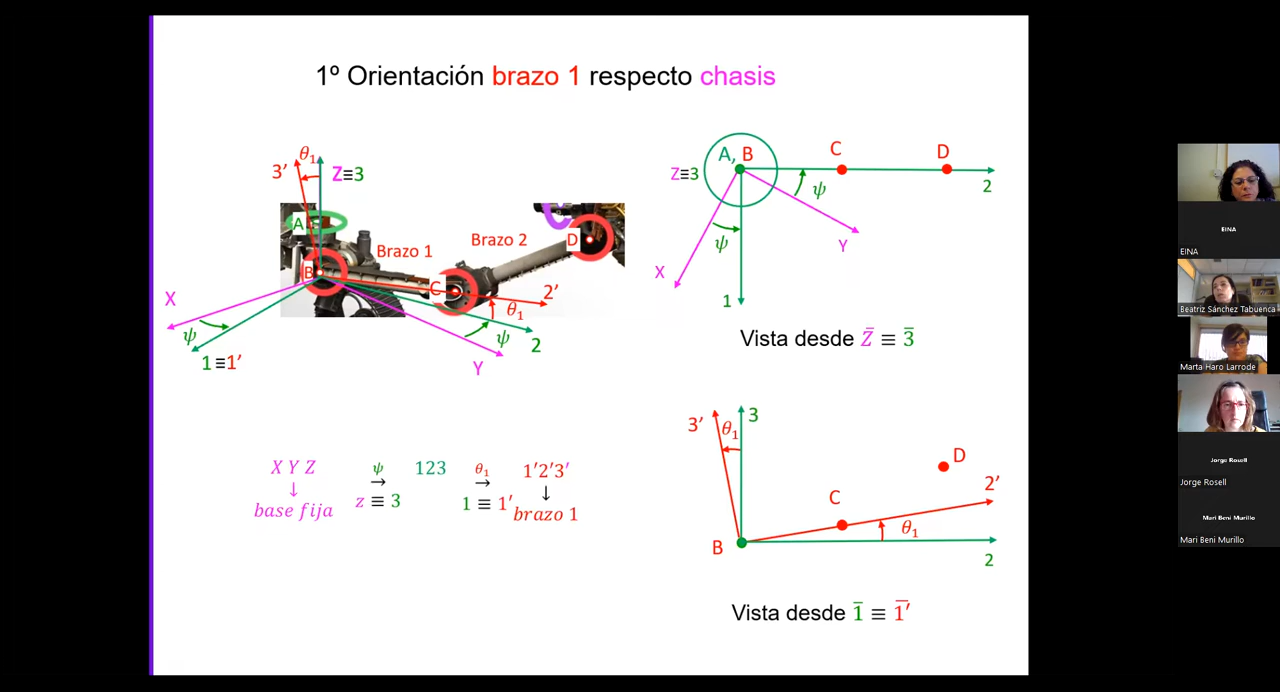 1º Orientación brazo 1 respecto chasis
θ₁
3’
Z≡3
A
Brazo 1
Brazo 2
D
B
C
2’
θ₁
X
ψ
ψ
2
1 ≡1’
Y
A, B
C
D
Z≡3
ψ
2
ψ
Y
X
1
Vista desde Z̄ ≡ 3̄
3’
θ₁
3
D
C
2’
θ₁
B
2
X Y Z ψ 123 θ₁ 1′2′3′
↓ → → ↓
base fija z ≡ 3 1 ≡ 1′ brazo 1
Vista desde 1̄ ≡ 1̄′
EINA
EINA
Beatriz Sánchez Tabuenca
Marta Haro Larrode
Jorge Rosell
Jorge Rosell
Mari Beni Murillo
Mari Beni Murillo